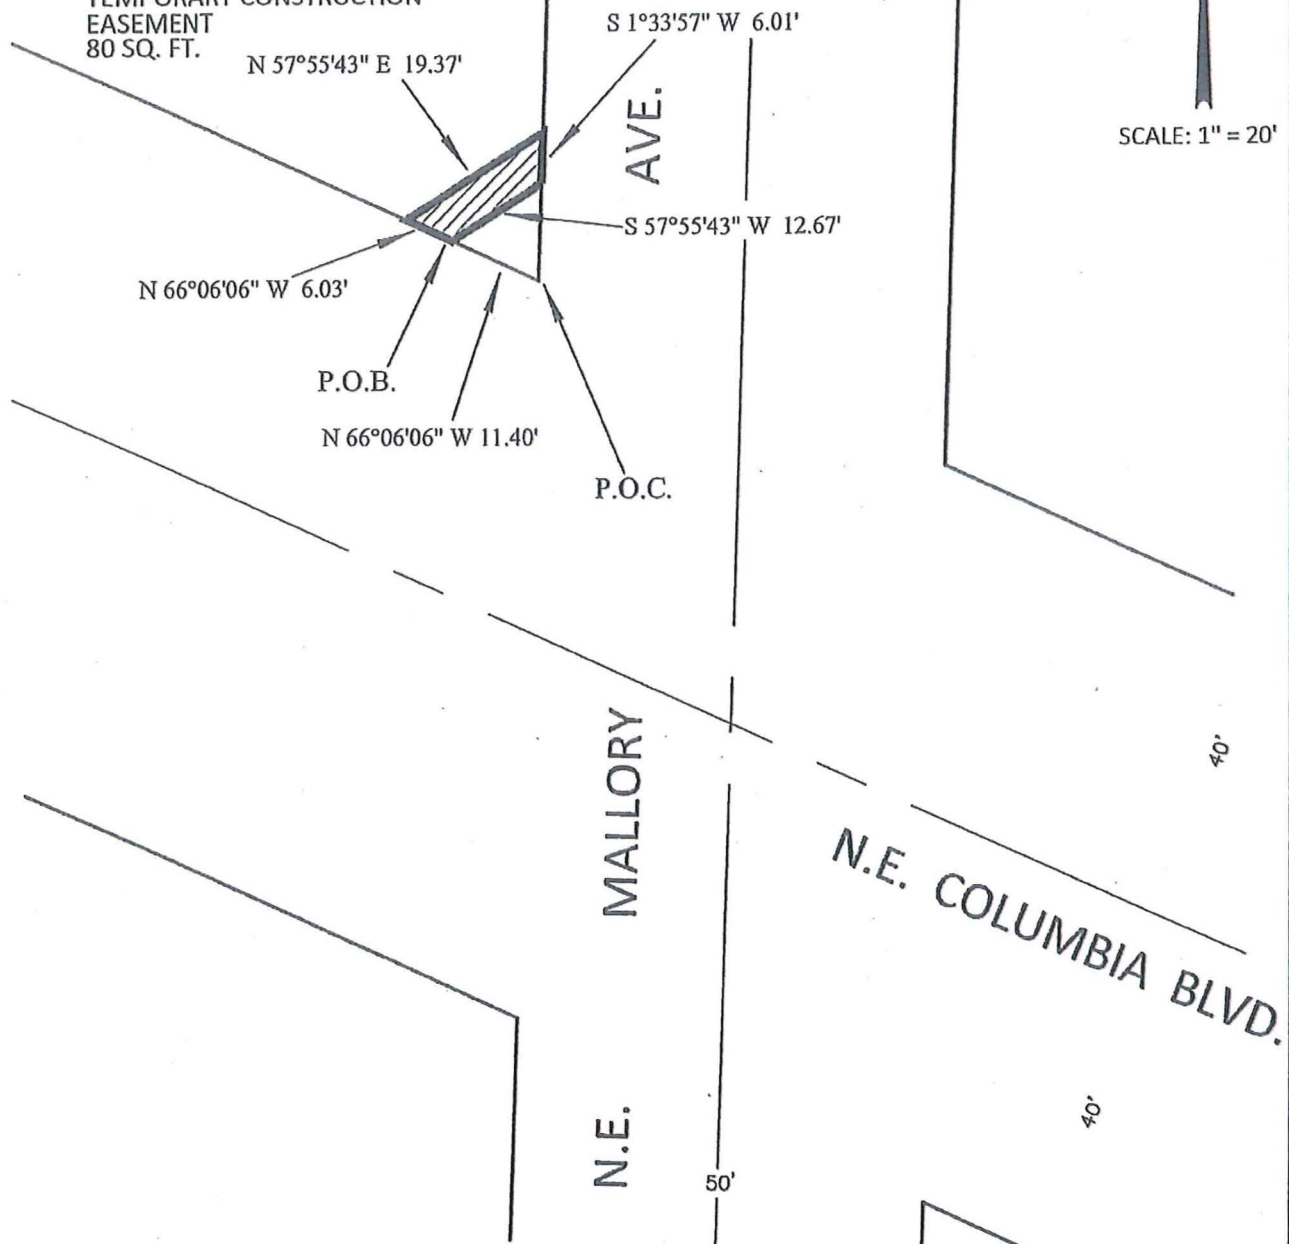 TEMPORARY CONSTRUCTION
EASEMENT
80 SQ. FT.
S 1°33'57" W 6.01'
N 57°55'43" E 19.37'
AVE.
SCALE: 1" = 20'
S 57°55'43" W 12.67'
N 66°06'06" W 6.03'
P.O.B.
N 66°06'06" W 11.40'
P.O.C.
MALLORY
40'
N.E. COLUMBIA BLVD.
40'
N.E.
50'